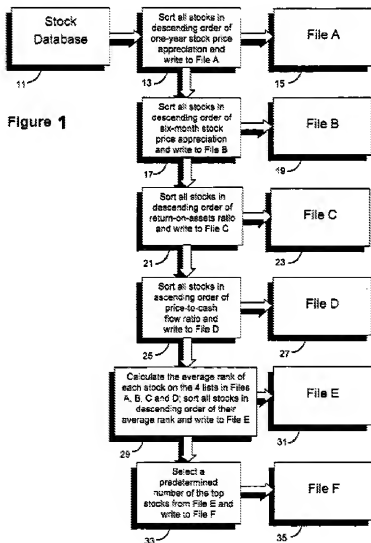 Stock
Database
11
Sort all stocks in
descending order of
one-year stock price
appreciation and
write to File A
13
File A
15
Figure 1
Sort all stocks in
descending order of
six-month stock
price appreciation
and write to File B
17
File B
19
Sort all stocks in
descending order of
return-on-assets ratio
and write to File C
21
File C
23
Sort all stocks in
ascending order of
price-to-cash
flow ratio and
write to File D
25
File D
27
Calculate the average rank of
each stock on the 4 lists in Files
A, B, C and D; sort all stocks in
descending order of their
average rank and write to File E
29
File E
31
Select a
predetermined
number of the top
stocks from File E and
write to File F
33
File F
35